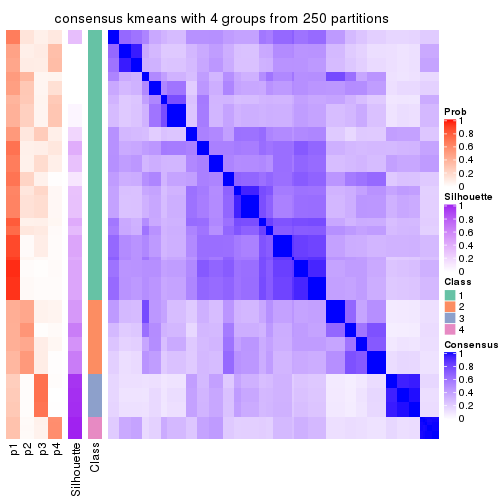 consensus kmeans with 4 groups from 250 partitions
Prob
1
0.8
0.6
0.4
0.2
0
Silhouette
1
0.8
0.6
0.4
0.2
0
Class
1
2
3
4
Consensus
1
0.8
0.6
0.4
0.2
0
p1
p2
p3
p4
Silhouette
Class